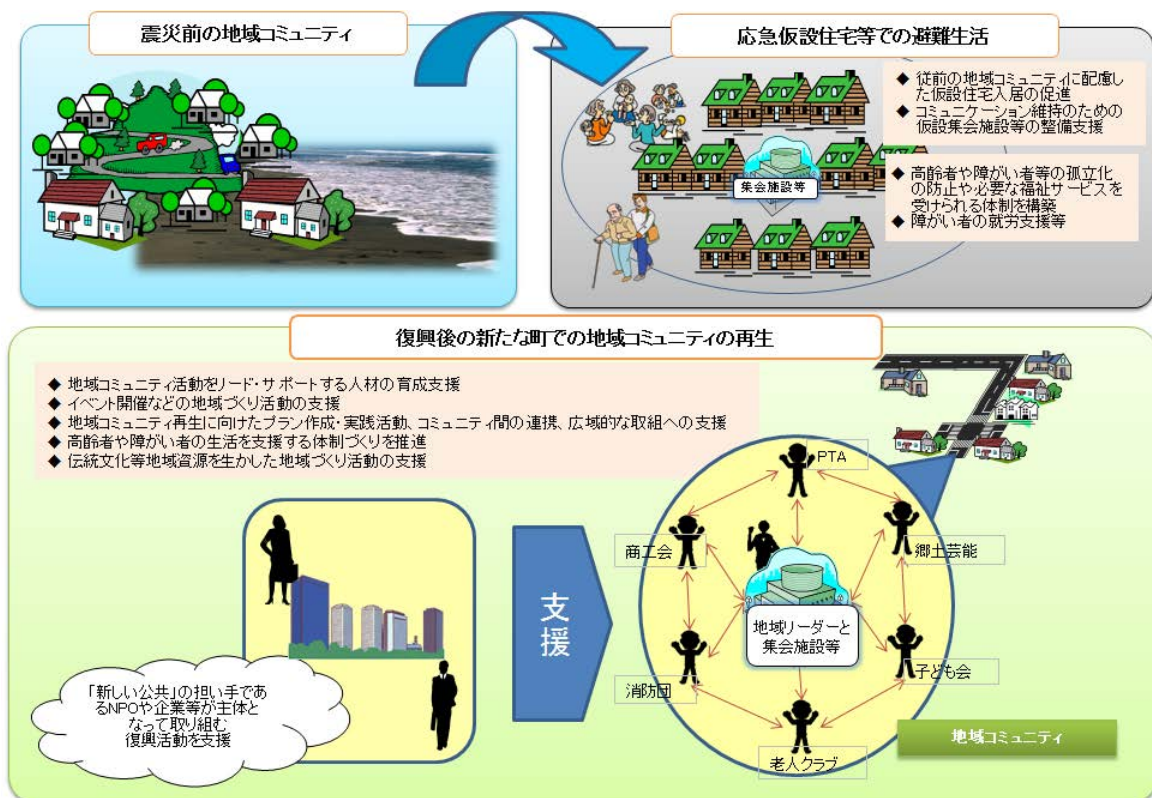 震災前の地域コミュニティ
応急仮設住宅等での避難生活
◆ 従前の地域コミュニティに配慮した
仮設住宅入居の促進
◆ コミュニケーション維持のための
仮設集会施設等の整備支援
◆ 高齢者や障がい者等の孤立化
の防止や必要な福祉サービスを
受けられる体制を構築
◆ 障がい者の就労支援等
集会施設等
復興後の新たな町での地域コミュニティの再生
◆ 地域コミュニティ活動をリード・サポートする人材の育成支援
◆ イベント開催などの地域づくり活動の支援
◆ 地域コミュニティ再生に向けたプラン作成・実践活動、コミュニティ間の連携、広域的な取組への支援
◆ 高齢者や障がい者の生活を支援する体制づくりを推進
◆ 伝統文化等地域資源を生かした地域づくり活動の支援
「新しい公共」の担い手であ
るNPOや企業等が主体と
なって取り組む
復興活動を支援
支
援
PTA
商工会
郷土芸能
地域リーダーと
集会施設等
消防団
子ども会
老人クラブ
地域コミュニティ